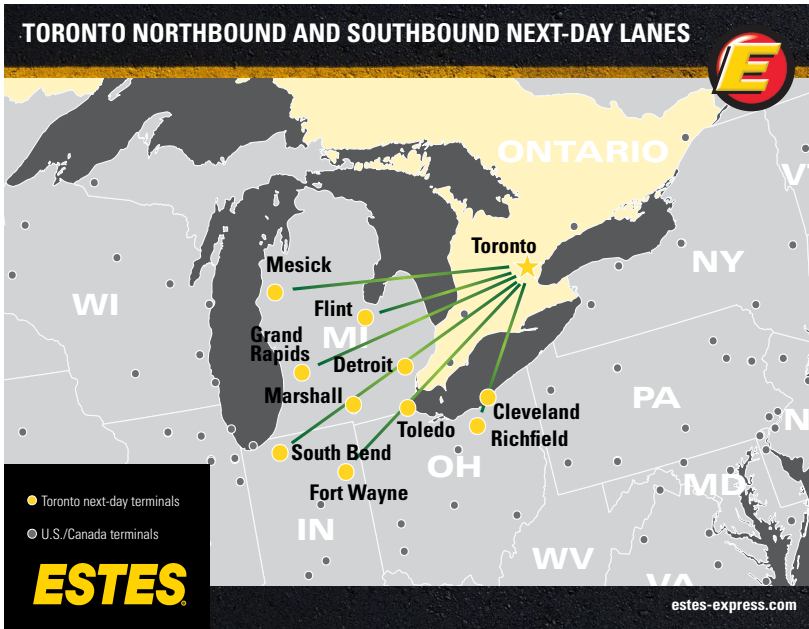 TORONTO NORTHBOUND AND SOUTHBOUND NEXT-DAY LANES
E
ONTARIO
VT
Toronto
Mesick
NY
WI
Flint
MI
Grand
Rapids
Detroit
Marshall
PA
Cleveland
N
Toledo
Richfield
South Bend
OH
MD
Fort Wayne
Toronto next-day terminals
IN
U.S./Canada terminals
WV
VA
ESTES®
estes-express.com